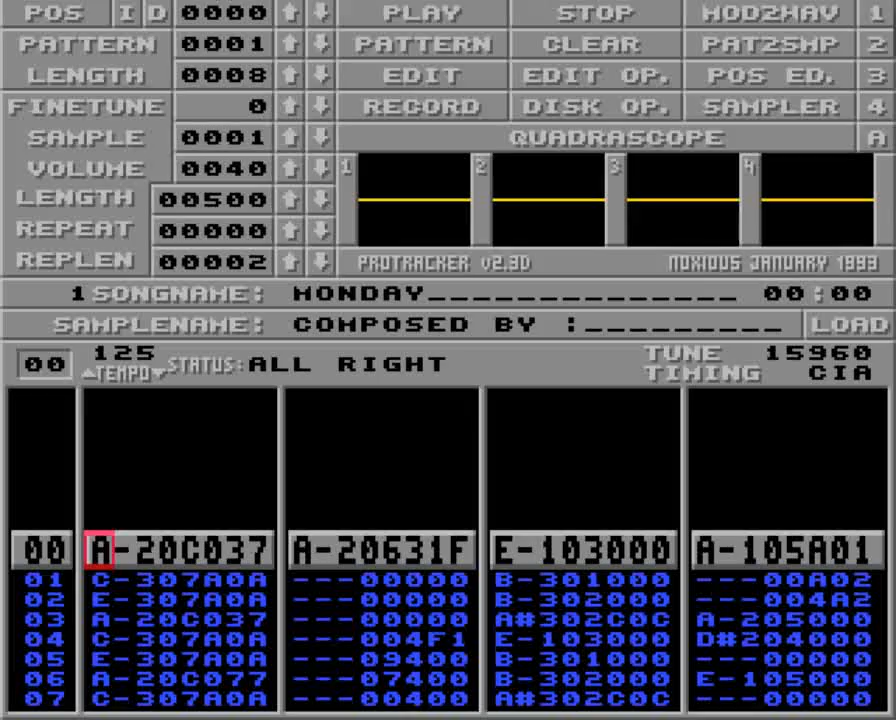 POS I D 0000 PLAY STOP MOD2WAV 1
PATTERN 0001 PATTERN CLEAR PAT2SMP 2
LENGTH 0008 EDIT EDIT OP. POS ED. 3
FINETUNE 0 RECORD DISK OP. SAMPLER 4
SAMPLE 0001 QUADRASCOPE A
VOLUME 0040 1 2 3 4
LENGTH 00500
REPEAT 00000
REPLEN 00002 PROTRACKER V2.3D NOXIOUS JANUARY 1993
1 SONGNAME: MONDAY________________ 00:00
SAMPLENAME: COMPOSED BY :__________ LOAD
00 125 TEMPO STATUS: ALL RIGHT TUNE 15960
TIMING CIA
00 A-20C037 A-20631F E-103000 A-105A01
01 C-307A0A ---00000 B-301000 ---00A02
02 E-307A0A ---00000 B-302000 ---004A2
03 A-20C037 ---00000 A#302C0C A-205000
04 C-307A0A ---004F1 E-103000 D#204000
05 E-307A0A ---09400 B-301000 ---00000
06 A-20C077 ---07400 B-302000 E-105000
07 C-307A0A ---00400 A#302C0C ---00000